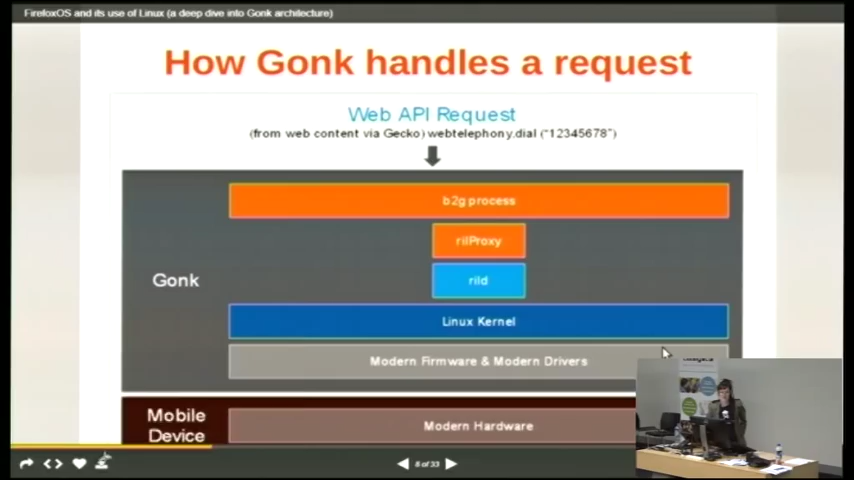 FirefoxOS and its use of Linux (a deep dive into Gonk architecture)
How Gonk handles a request
Web API Request
(from web content via Gecko) webtelephony.dial ("12345678")
b2g process
rilProxy
Gonk
rild
Linux Kernel
Modern Firmware & Modern Drivers
Mobile
Device
Modern Hardware
8 of 33